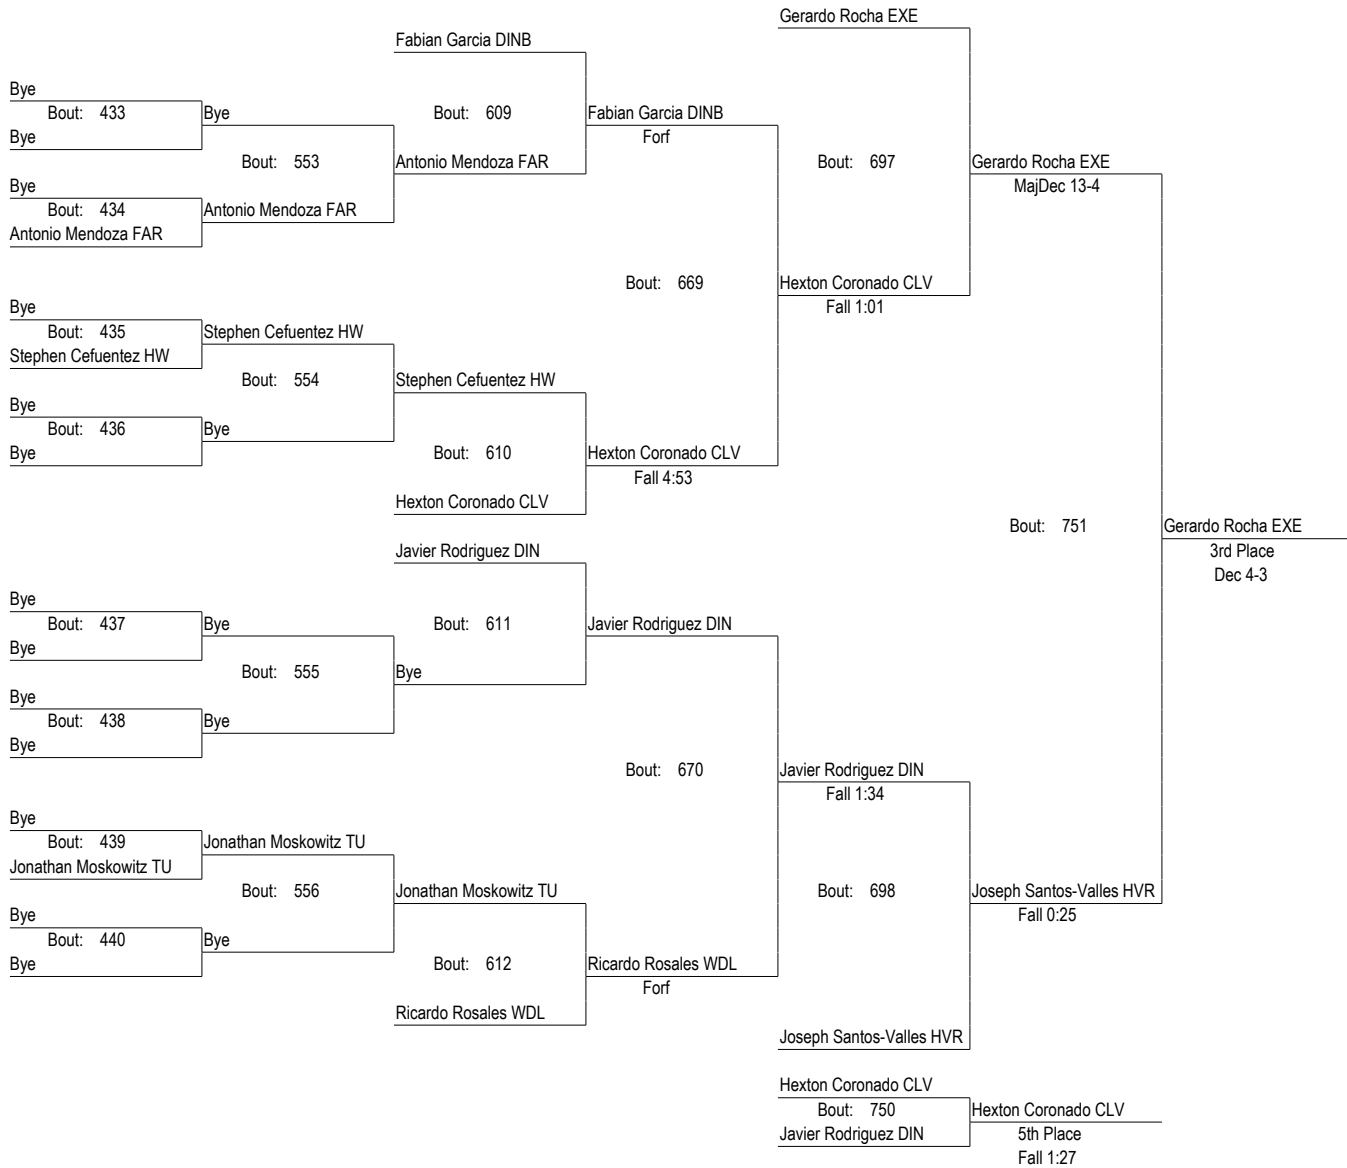 Gerardo Rocha EXE
Fabian Garcia DINB
Bye
Bout: 433
Bye
Bout: 609
Fabian Garcia DINB
Bye
Forf
Bout: 553
Antonio Mendoza FAR
Bout: 697
Gerardo Rocha EXE
Bye
MajDec 13-4
Bout: 434
Antonio Mendoza FAR
Antonio Mendoza FAR
Bout: 669
Hexton Coronado CLV
Bye
Fall 1:01
Bout: 435
Stephen Cefuentez HW
Stephen Cefuentez HW
Bout: 554
Stephen Cefuentez HW
Bye
Bout: 436
Bye
Bye
Bout: 610
Hexton Coronado CLV
Fall 4:53
Hexton Coronado CLV
Bout: 751
Gerardo Rocha EXE
Javier Rodriguez DIN
3rd Place
Dec 4-3
Bye
Bout: 437
Bye
Bout: 611
Javier Rodriguez DIN
Bye
Bout: 555
Bye
Bye
Bout: 438
Bye
Bye
Bout: 670
Javier Rodriguez DIN
Fall 1:34
Bye
Bout: 439
Jonathan Moskowitz TU
Jonathan Moskowitz TU
Bout: 556
Jonathan Moskowitz TU
Bout: 698
Joseph Santos-Valles HVR
Bye
Fall 0:25
Bout: 440
Bye
Bye
Bout: 612
Ricardo Rosales WDL
Forf
Ricardo Rosales WDL
Joseph Santos-Valles HVR
Hexton Coronado CLV
Bout: 750
Hexton Coronado CLV
Javier Rodriguez DIN
5th Place
Fall 1:27